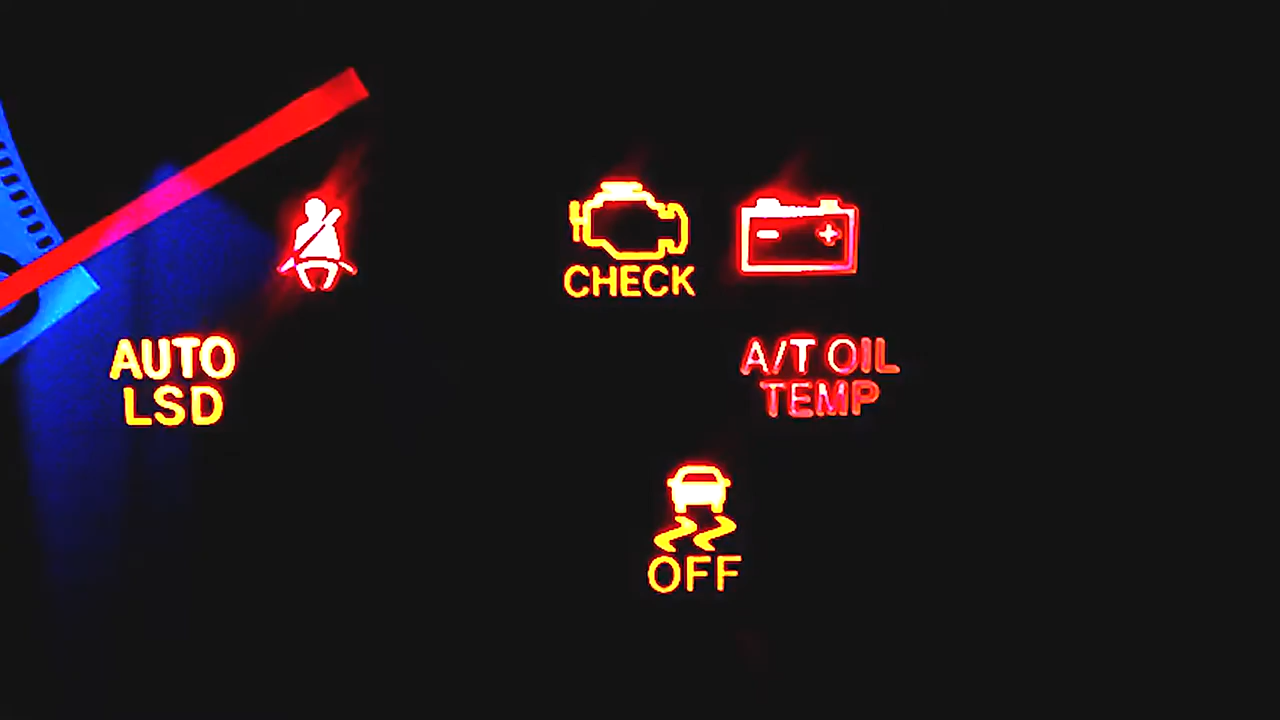 CHECK
AUTO
LSD
A/T OIL
TEMP
OFF